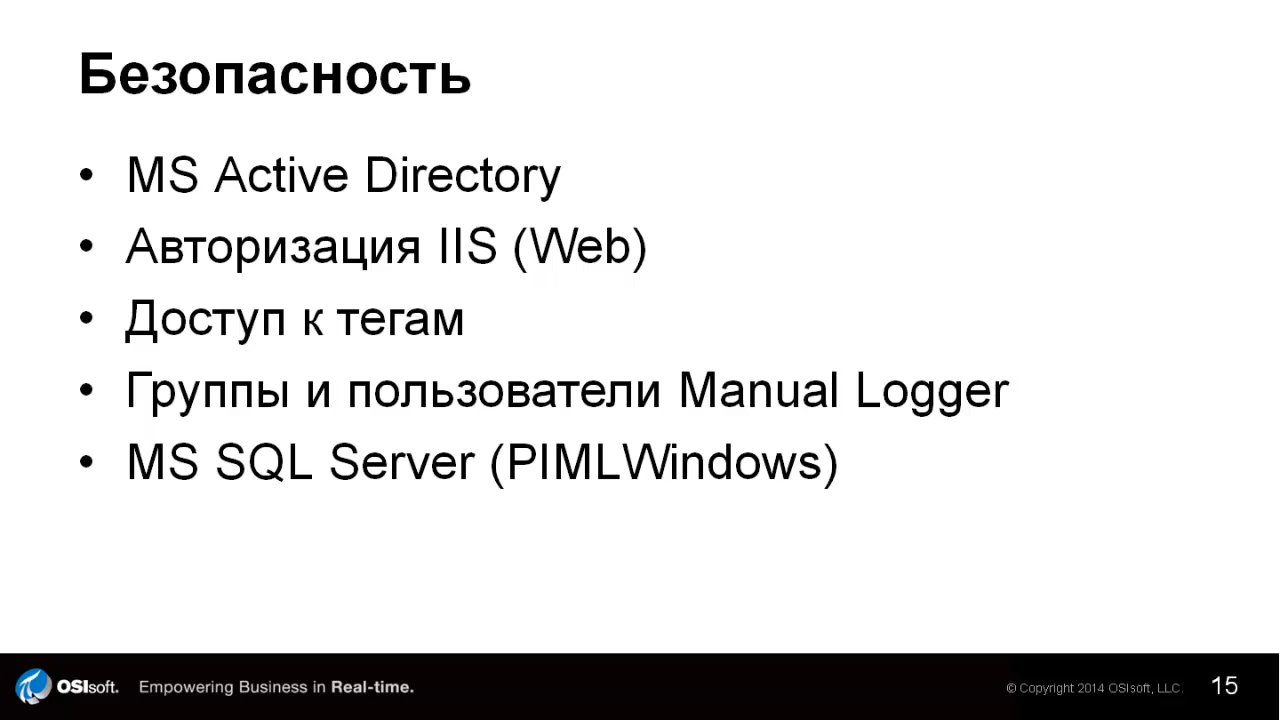 Безопасность
• MS Active Directory
• Авторизация IIS (Web)
• Доступ к тегам
• Группы и пользователи Manual Logger
• MS SQL Server (PIMLWindows)
OSIsoft. Empowering Business in Real-time. © Copyright 2014 OSIsoft, LLC. 15